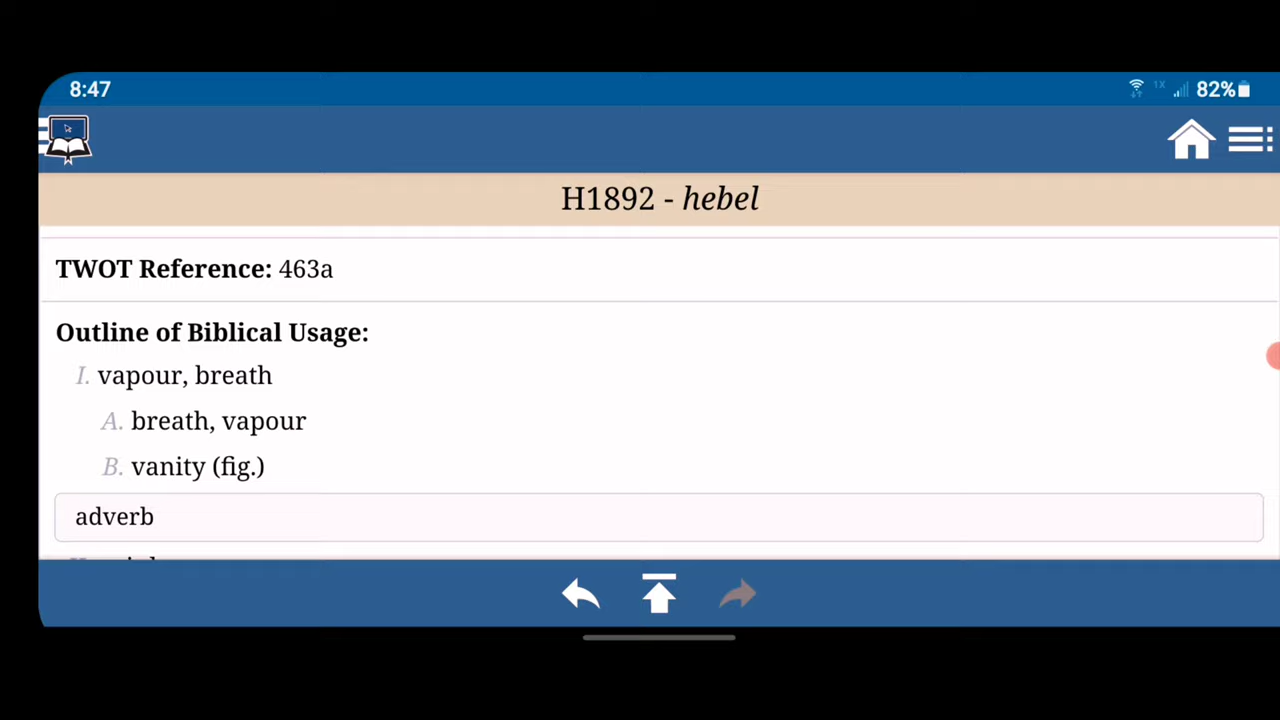 8:47
1X 82%
H1892 - hebel
TWOT Reference: 463a
Outline of Biblical Usage:
I. vapour, breath
A. breath, vapour
B. vanity (fig.)
adverb